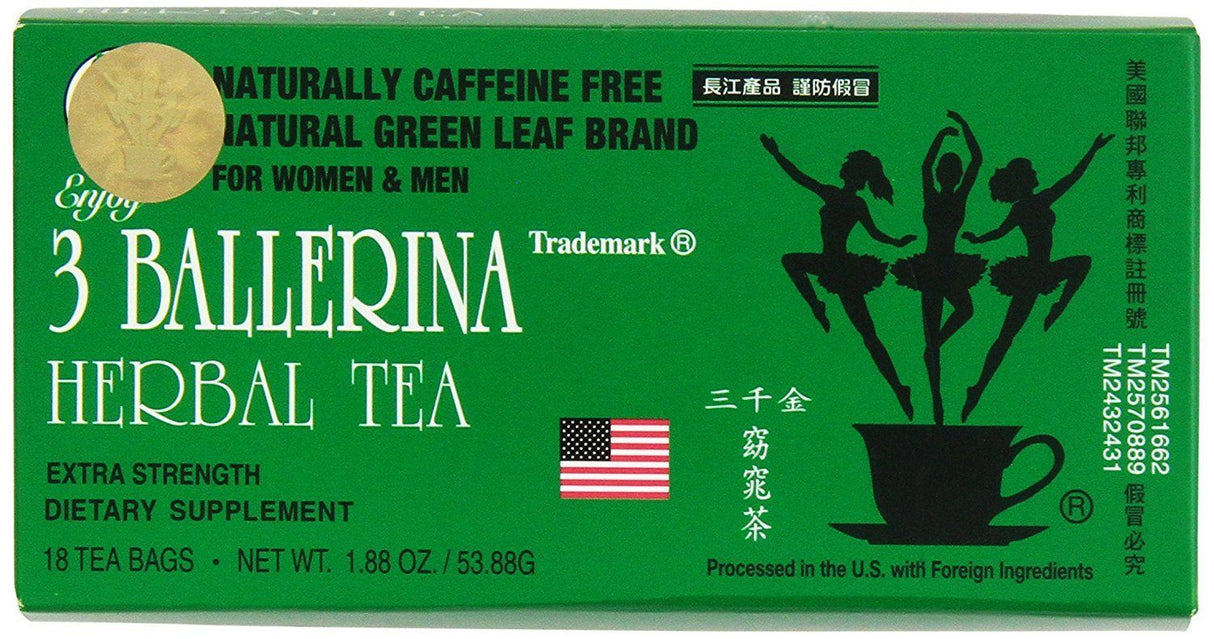 HERBAL TEA
NATURALLY CAFFEINE FREE
NATURAL GREEN LEAF BRAND
FOR WOMEN & MEN
長江產品 謹防假冒
Enjoy
3 BALLERINA
Trademark ®
HERBAL TEA
EXTRA STRENGTH
DIETARY SUPPLEMENT
18 TEA BAGS • NET WT. 1.88 OZ. / 53.88G
三千金
窈窕茶
®
Processed in the U.S. with Foreign Ingredients
美國聯邦專利商標註冊號
TM2561662
TM2570889
TM2432431
假冒必究